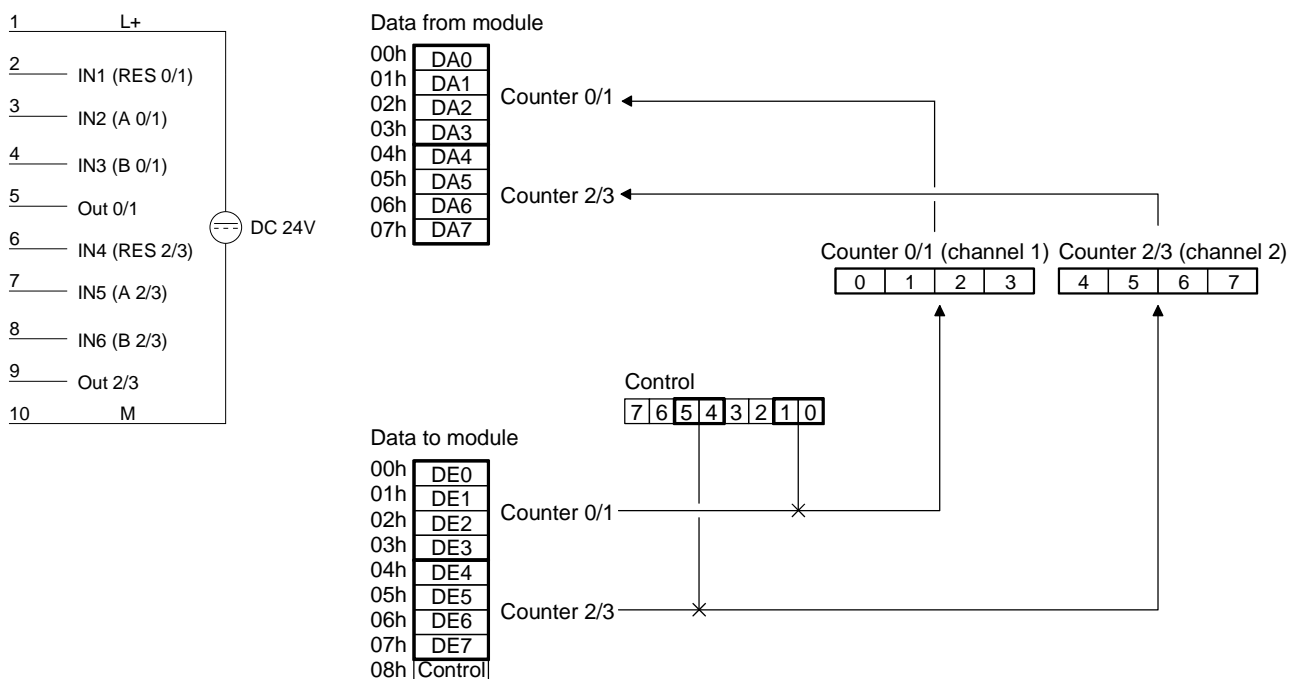 1 L+
2 IN1 (RES 0/1)
3 IN2 (A 0/1)
4 IN3 (B 0/1)
5 Out 0/1
6 IN4 (RES 2/3)
7 IN5 (A 2/3)
8 IN6 (B 2/3)
9 Out 2/3
10 M
DC 24V
Data from module
00h DA0
01h DA1
02h DA2
03h DA3
04h DA4
05h DA5
06h DA6
07h DA7
Counter 0/1
Counter 2/3
Counter 0/1 (channel 1)
0 1 2 3
Counter 2/3 (channel 2)
4 5 6 7
Control
7 6 5 4 3 2 1 0
Data to module
00h DE0
01h DE1
02h DE2
03h DE3
04h DE4
05h DE5
06h DE6
07h DE7
08h Control
Counter 0/1
Counter 2/3